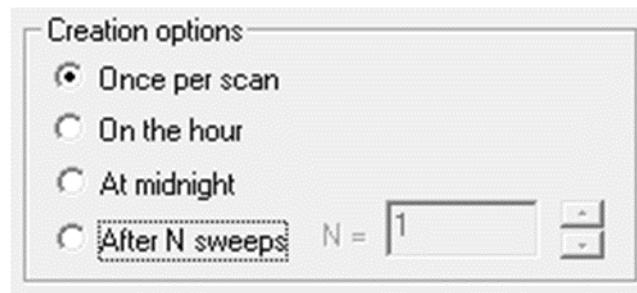 Creation options
Once per scan
On the hour
At midnight
After N sweeps N = 1